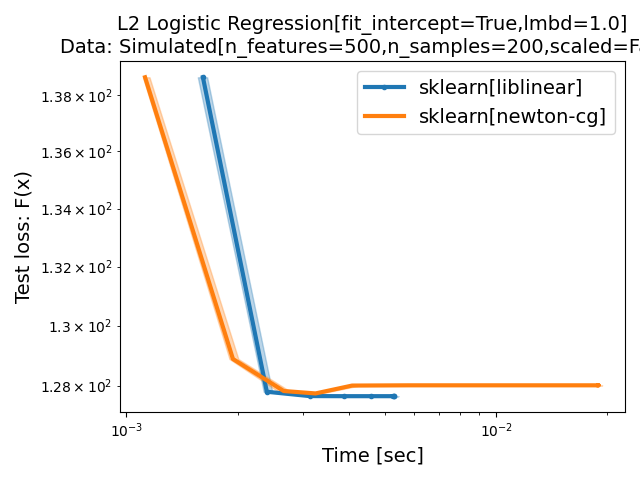 L2 Logistic Regression[fit_intercept=True,lmbd=1.0]
Data: Simulated[n_features=500,n_samples=200,scaled=Fa
sklearn[liblinear]
sklearn[newton-cg]
Test loss: F(x)
1.38 × 10²
1.36 × 10²
1.34 × 10²
1.32 × 10²
1.3 × 10²
1.28 × 10²
10⁻³
10⁻²
Time [sec]